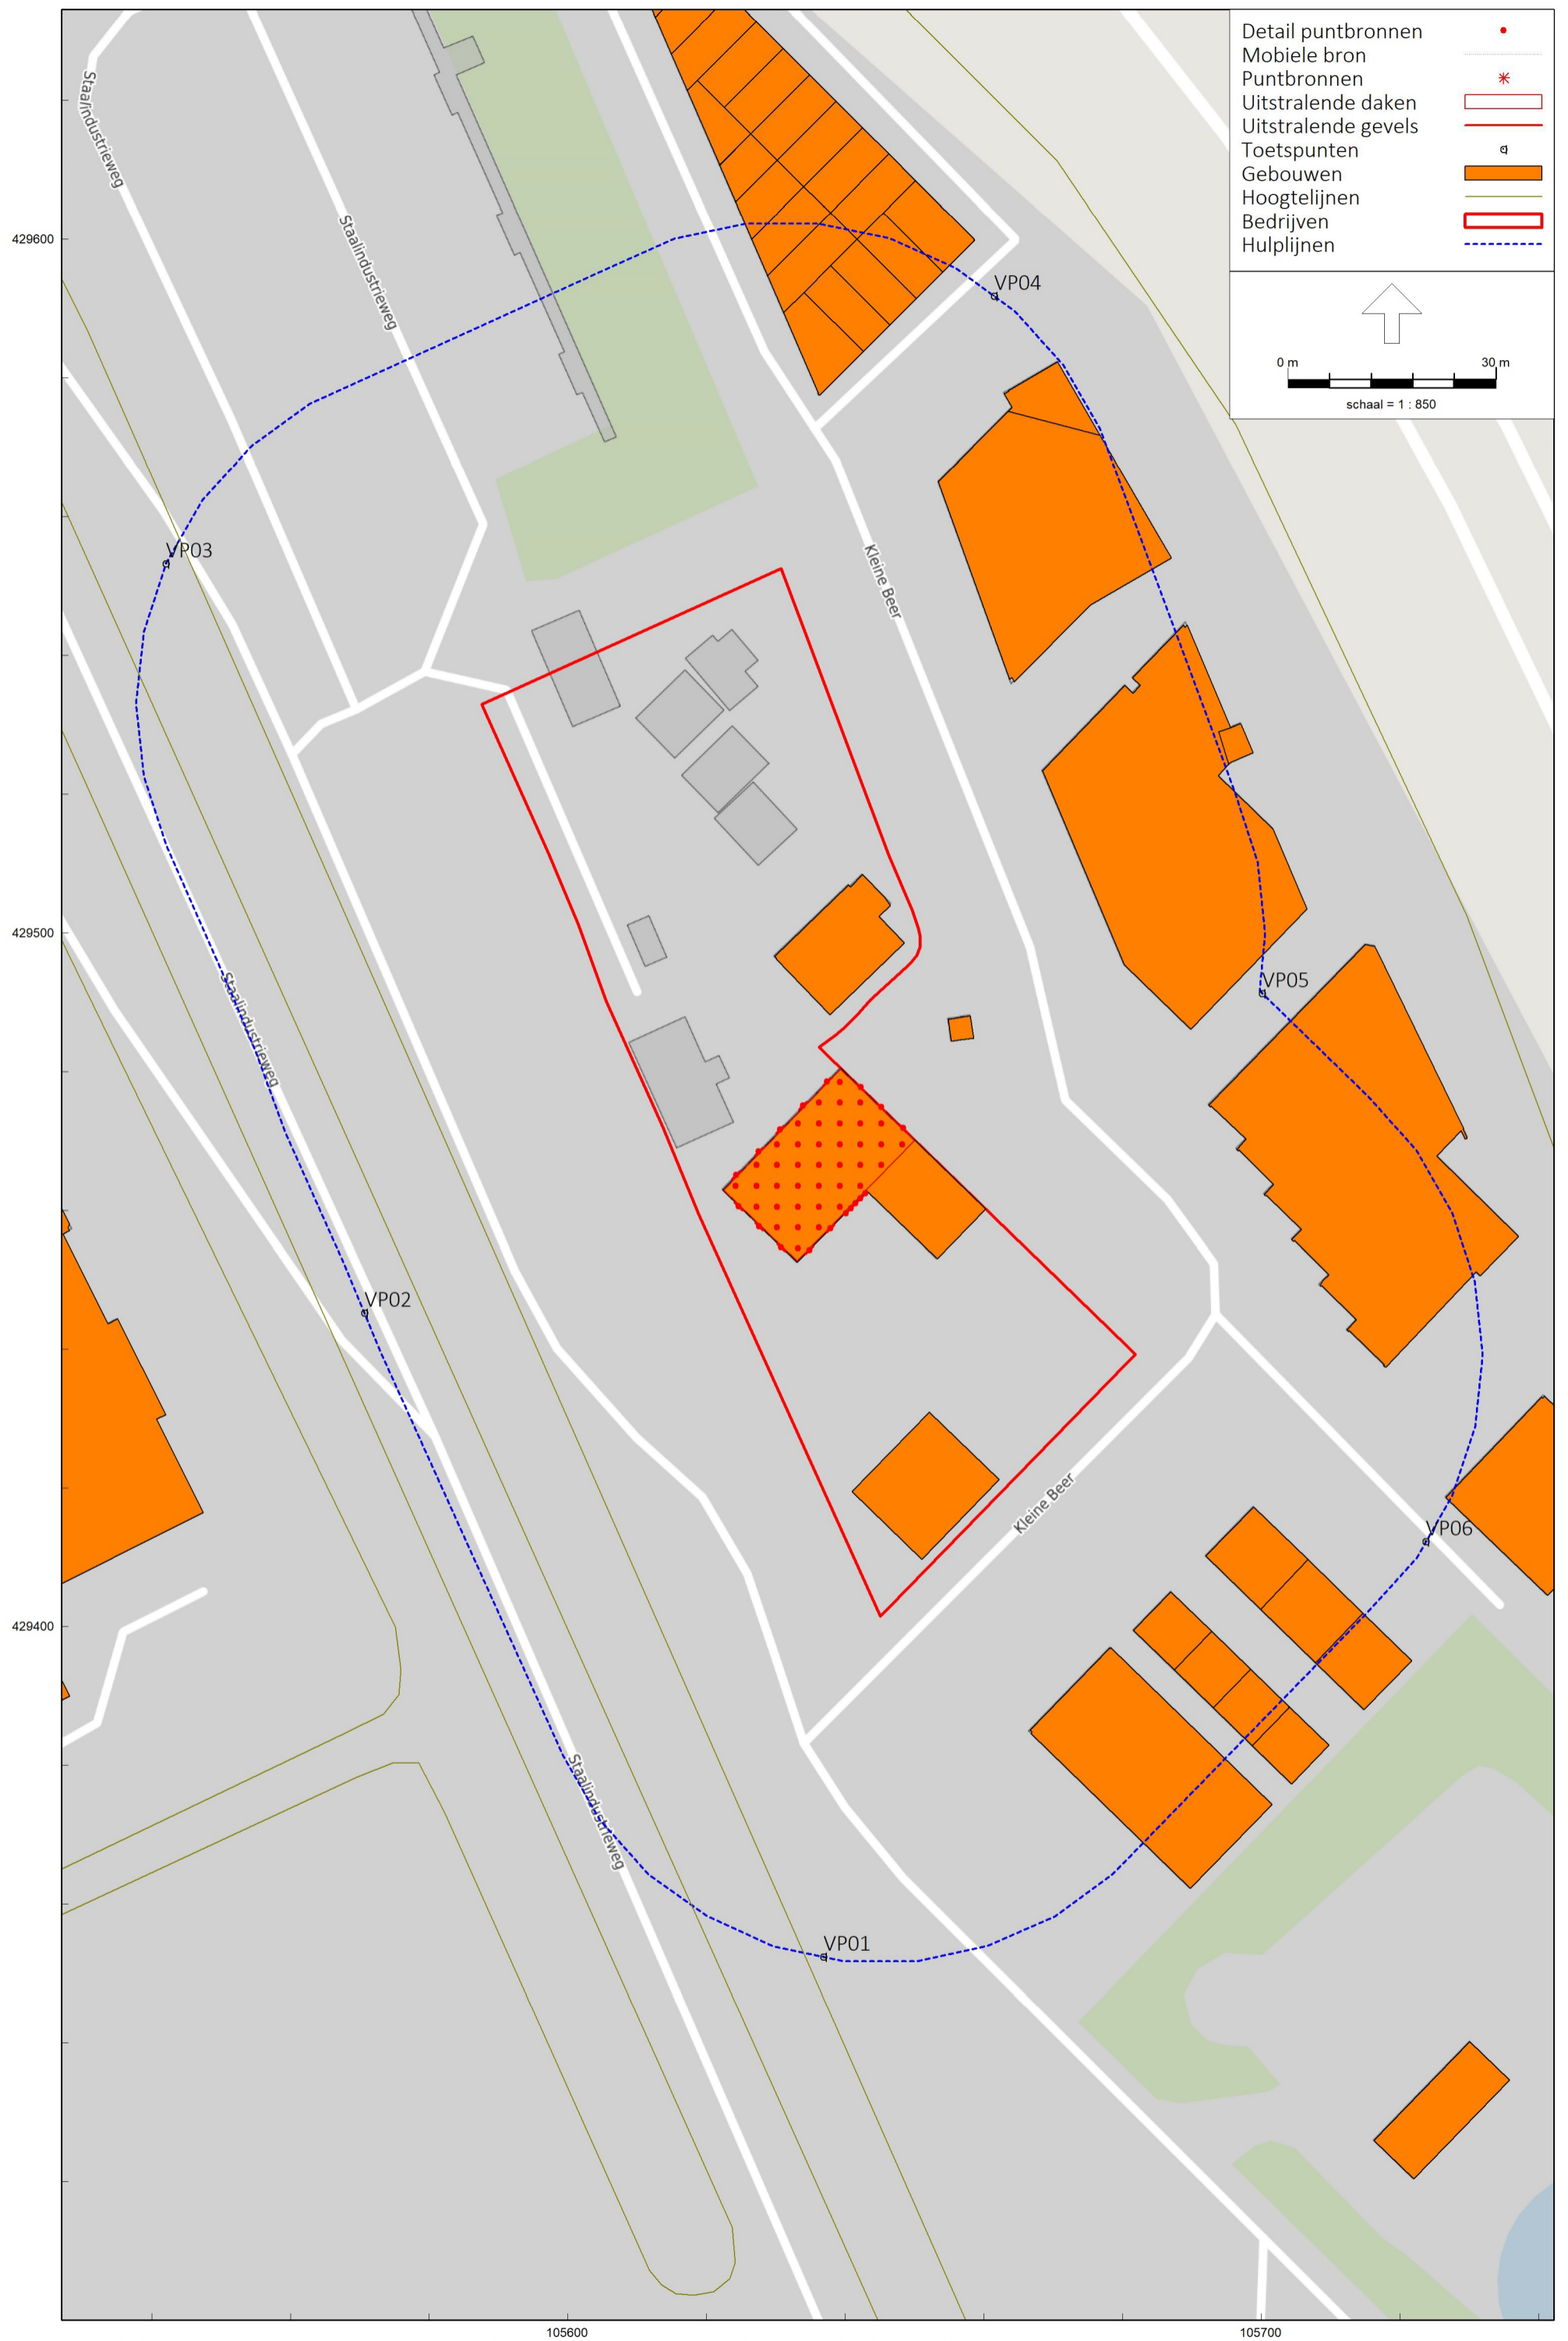 Detail puntbronnen
Mobiele bron
Puntbronnen
Uitstralende daken
Uitstralende gevels
Toetspunten
Gebouwen
Hoogtelijnen
Bedrijven
Hulplijnen
0 m 30 m
schaal = 1 : 850
Staalindustrieweg
Staalindustrieweg
429600
VP04
VP03
Kleine Beer
429500
VP05
Staalindustrieweg
VP02
Kleine Beer
VP06
429400
Staalindustrieweg
VP01
105600
105700